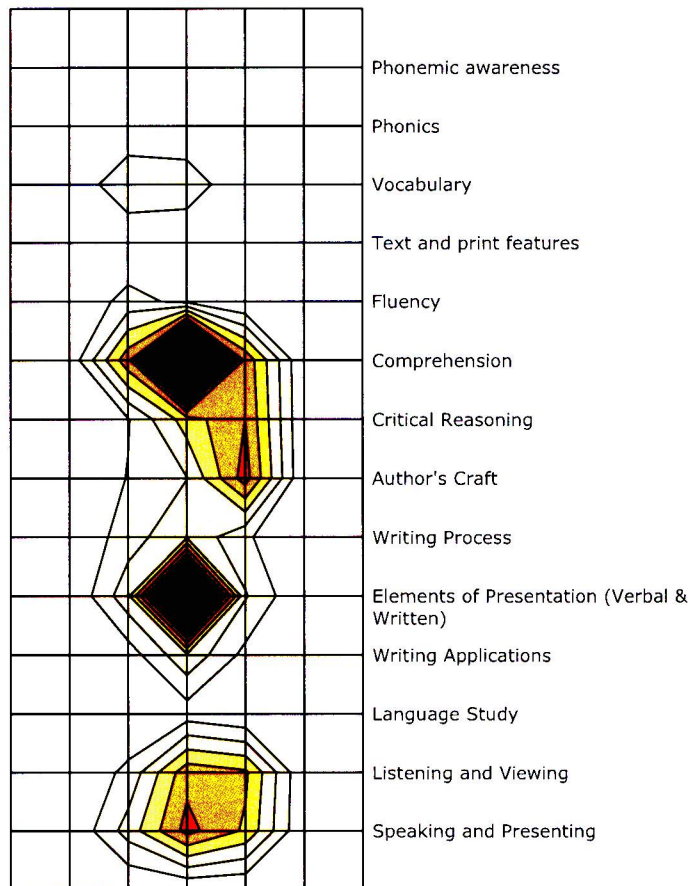 Phonemic awareness
Phonics
Vocabulary
Text and print features
Fluency
Comprehension
Critical Reasoning
Author's Craft
Writing Process
Elements of Presentation (Verbal &
Written)
Writing Applications
Language Study
Listening and Viewing
Speaking and Presenting